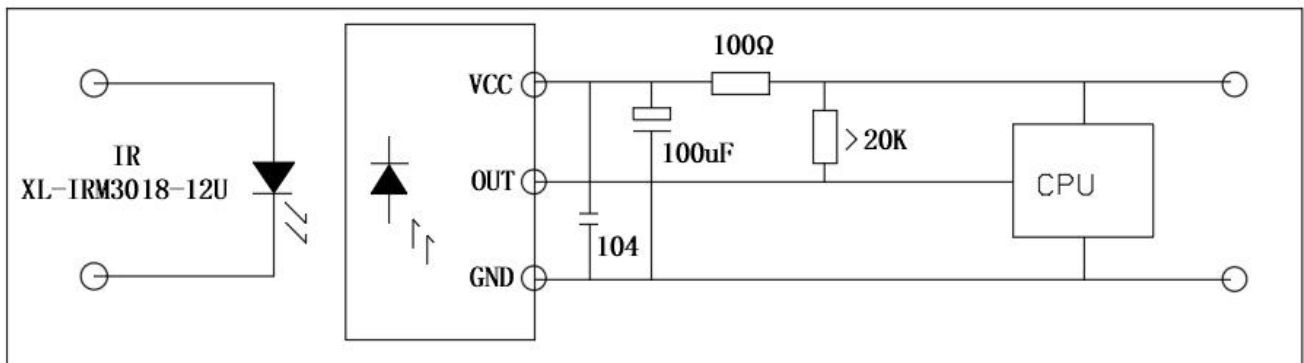 100Ω
VCC
IR
XL-IRM3018-12U
100uF
>20K
OUT
CPU
104
GND